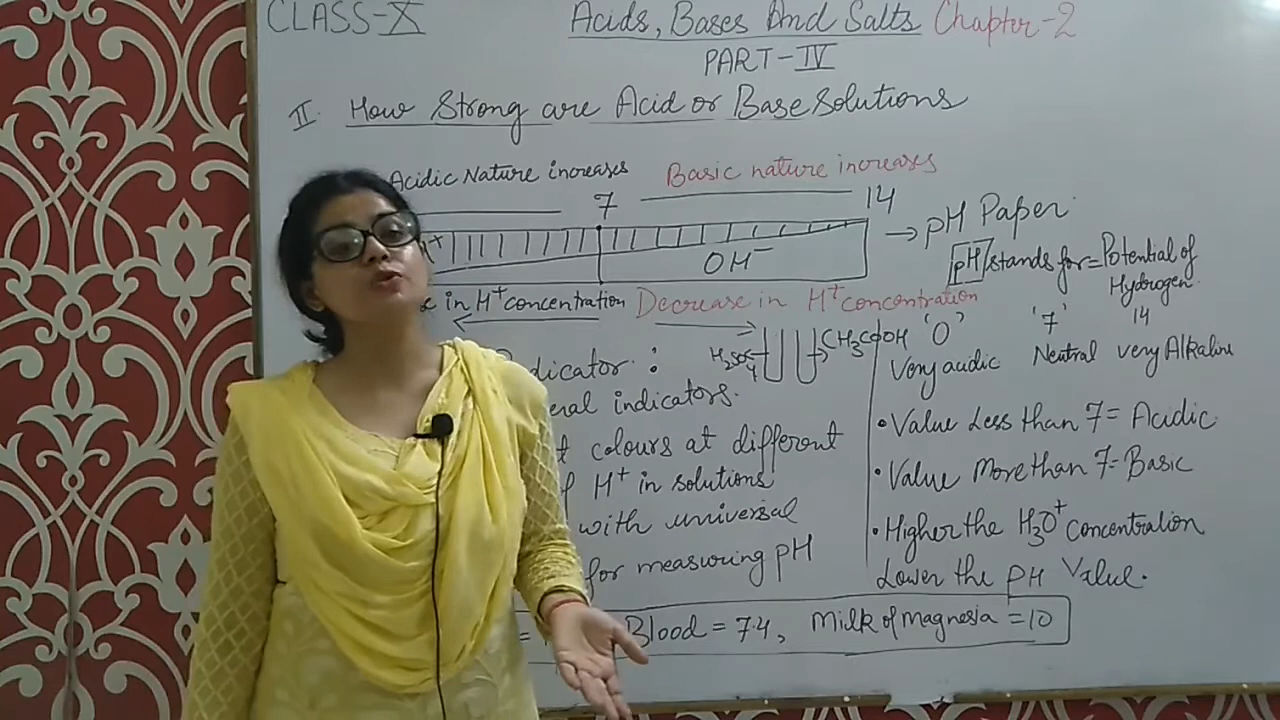 CLASS-X Acids, Bases And Salts Chapter-2
PART-IV
II. How Strong are Acid or Base Solutions
Acidic Nature increases Basic nature increases
7 14
H+ OH- → pH Paper
pH stands for = Potential of
Hydrogen
in H+ concentration Decrease in H+ concentration
'0' '7' 14
Very acidic Neutral very Alkaline
dicator :
H2SO4 CH3COOH
eral indicators.
colours at different
H+ in solutions
with universal
for measuring pH
• Value Less than 7 = Acidic
• Value More than 7 - Basic
• Higher the H3O+ concentration
Lower the pH Value.
= Blood = 74, Milk of magnesia = 10